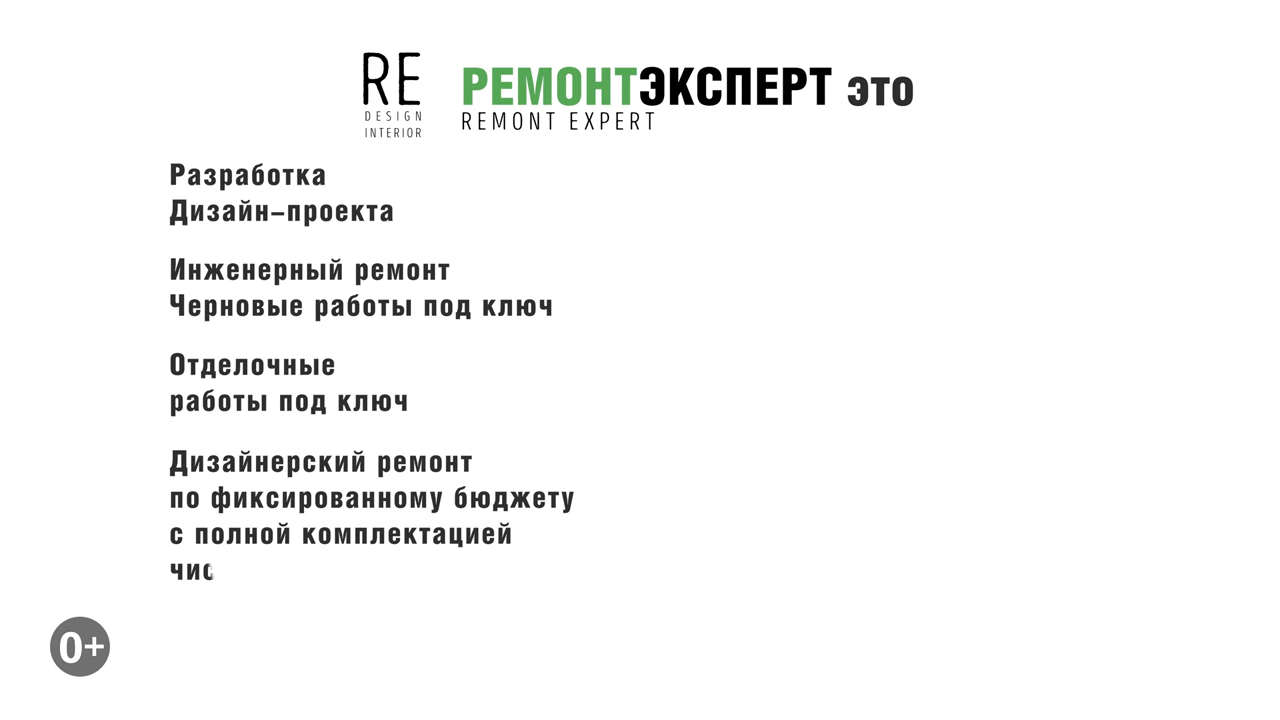 RE
DESIGN
INTERIOR
РЕМОНТЭКСПЕРТ это
REMONT EXPERT
Разработка
Дизайн-проекта
Инженерный ремонт
Черновые работы под ключ
Отделочные
работы под ключ
Дизайнерский ремонт
по фиксированному бюджету
с полной комплектацией
0+